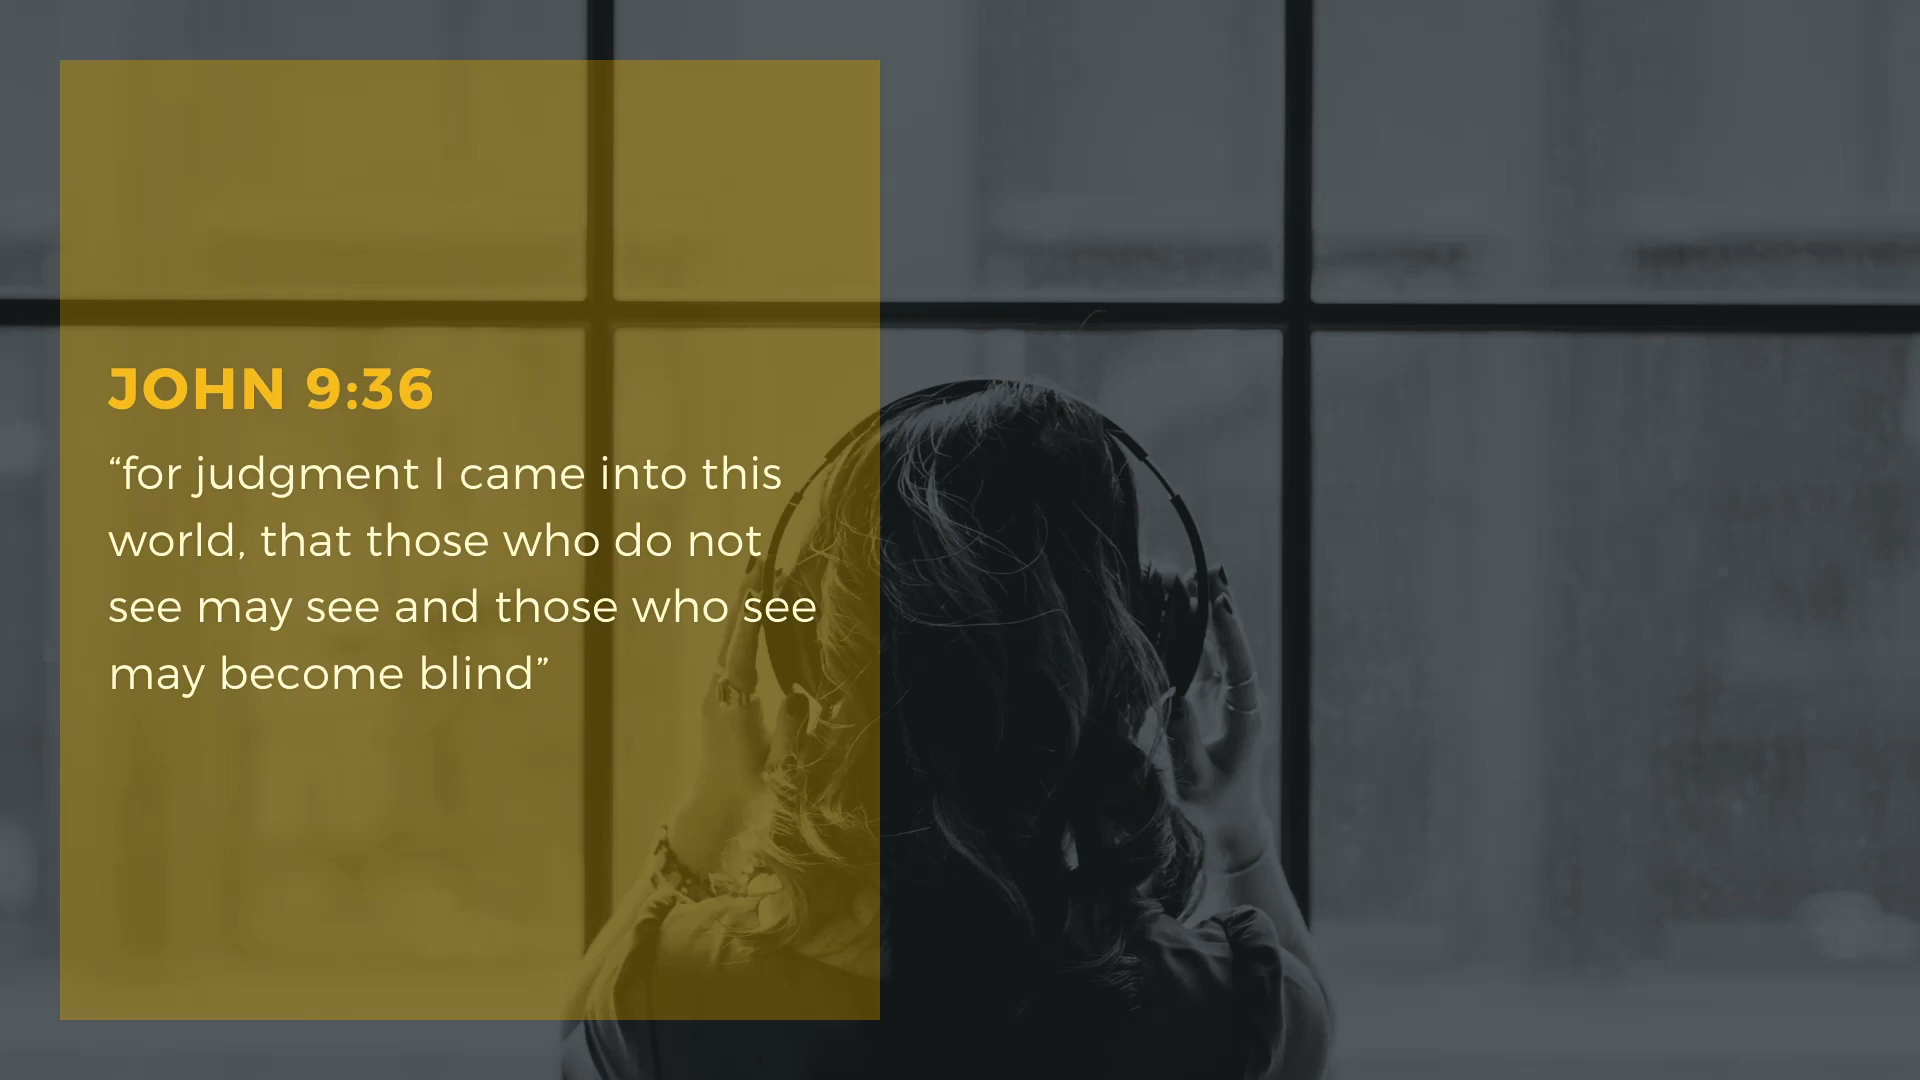 JOHN 9:36
“for judgment I came into this
world, that those who do not
see may see and those who see
may become blind”